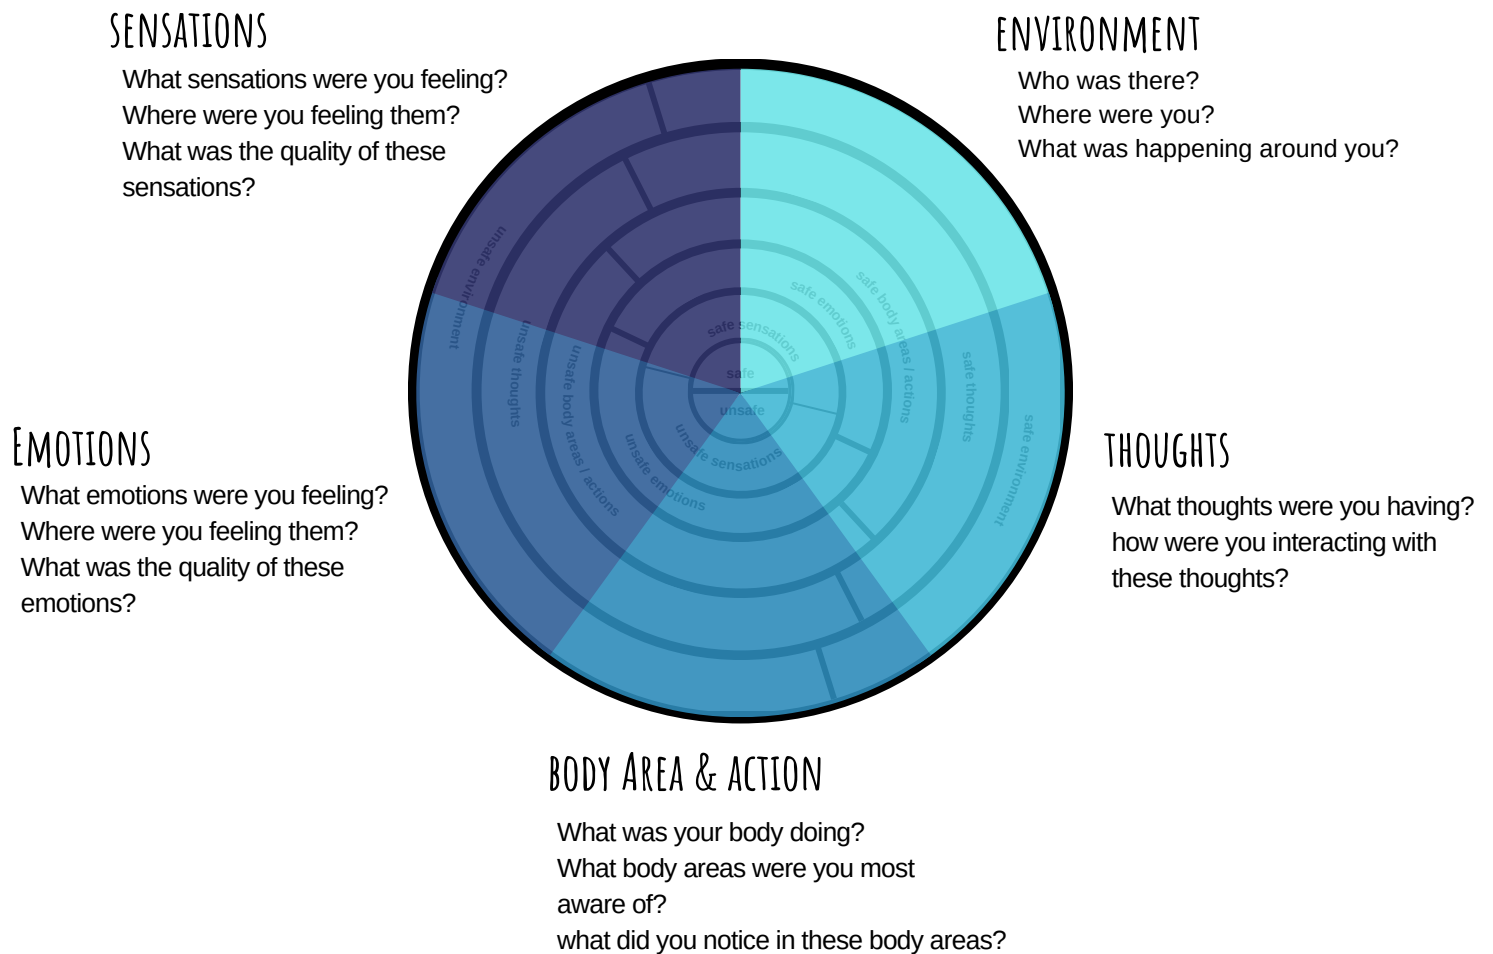 SENSATIONS
What sensations were you feeling?
Where were you feeling them?
What was the quality of these
sensations?
ENVIRONMENT
Who was there?
Where were you?
What was happening around you?
unsafe environment
unsafe thoughts
unsafe body areas / actions
unsafe emotions
unsafe sensations
safe sensations
safe
unsafe
safe emotions
safe body areas / actions
safe thoughts
safe environment
EMOTIONS
What emotions were you feeling?
Where were you feeling them?
What was the quality of these
emotions?
THOUGHTS
What thoughts were you having?
how were you interacting with
these thoughts?
BODY AREA & ACTION
What was your body doing?
What body areas were you most
aware of?
what did you notice in these body areas?